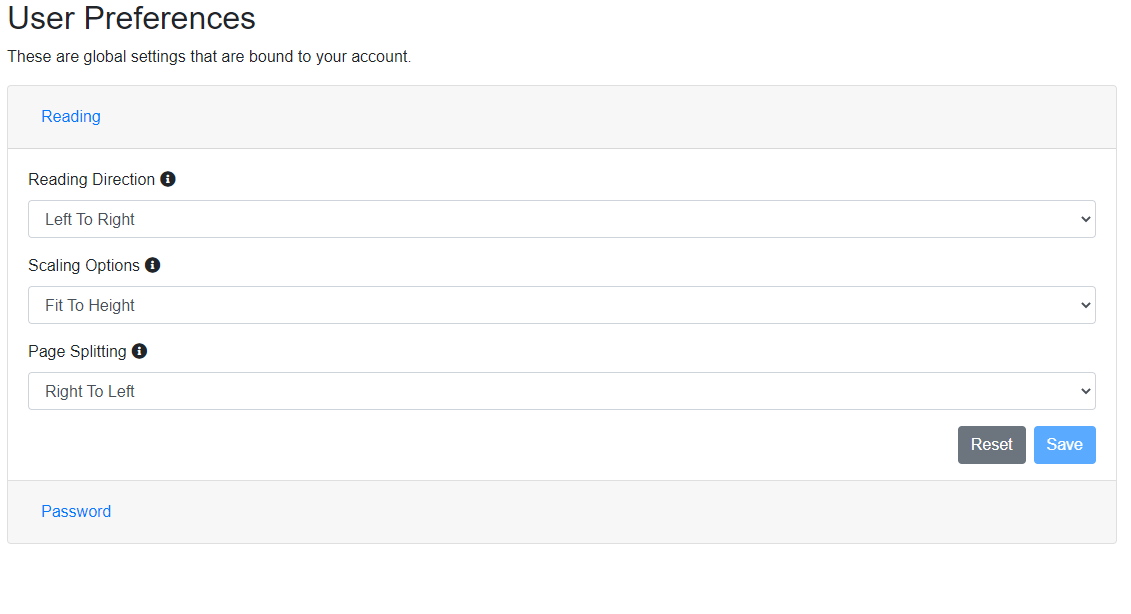 User Preferences
These are global settings that are bound to your account.
Reading
Reading Direction
Left To Right
Scaling Options
Fit To Height
Page Splitting
Right To Left
Reset Save
Password